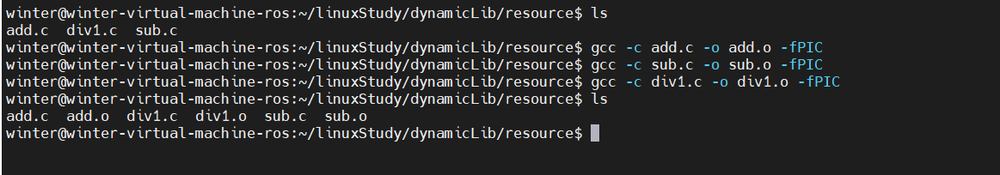 winter@winter-virtual-machine-ros:~/linuxStudy/dynamicLib/resource$ ls
add.c  div1.c  sub.c
winter@winter-virtual-machine-ros:~/linuxStudy/dynamicLib/resource$ gcc -c add.c -o add.o -fPIC
winter@winter-virtual-machine-ros:~/linuxStudy/dynamicLib/resource$ gcc -c sub.c -o sub.o -fPIC
winter@winter-virtual-machine-ros:~/linuxStudy/dynamicLib/resource$ gcc -c div1.c -o div1.o -fPIC
winter@winter-virtual-machine-ros:~/linuxStudy/dynamicLib/resource$ ls
add.c  add.o  div1.c  div1.o  sub.c  sub.o
winter@winter-virtual-machine-ros:~/linuxStudy/dynamicLib/resource$